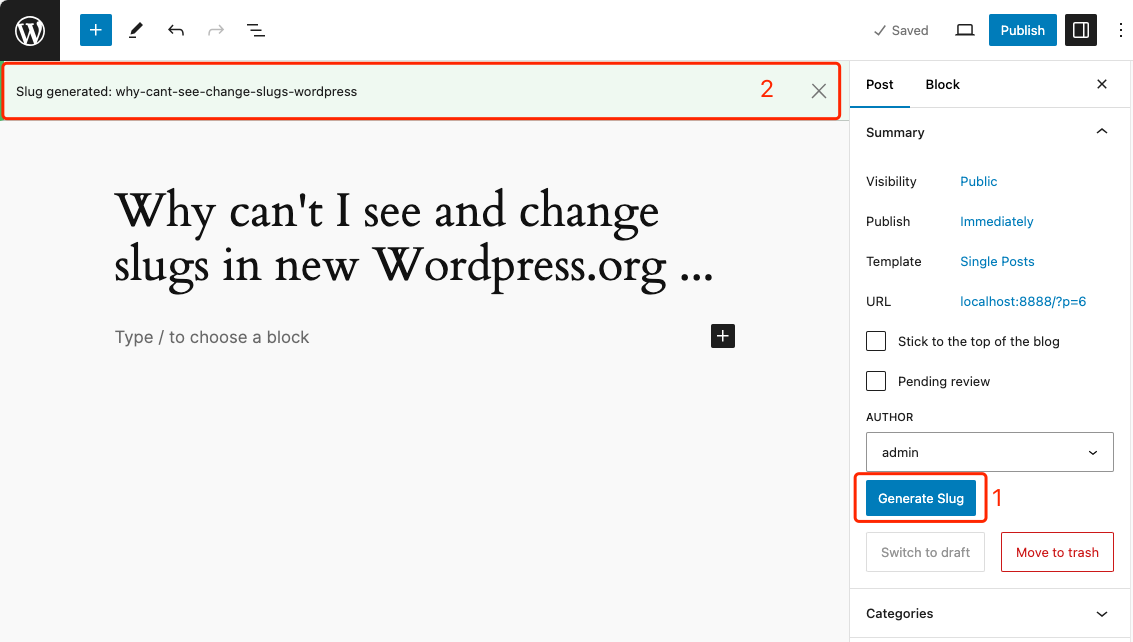 Saved
Publish
Slug generated: why-cant-see-change-slugs-wordpress
2
Why can't I see and change
slugs in new Wordpress.org ...
Type / to choose a block
Post
Block
Summary
Visibility
Public
Publish
Immediately
Template
Single Posts
URL
localhost:8888/?p=6
Stick to the top of the blog
Pending review
AUTHOR
admin
Generate Slug
1
Switch to draft
Move to trash
Categories